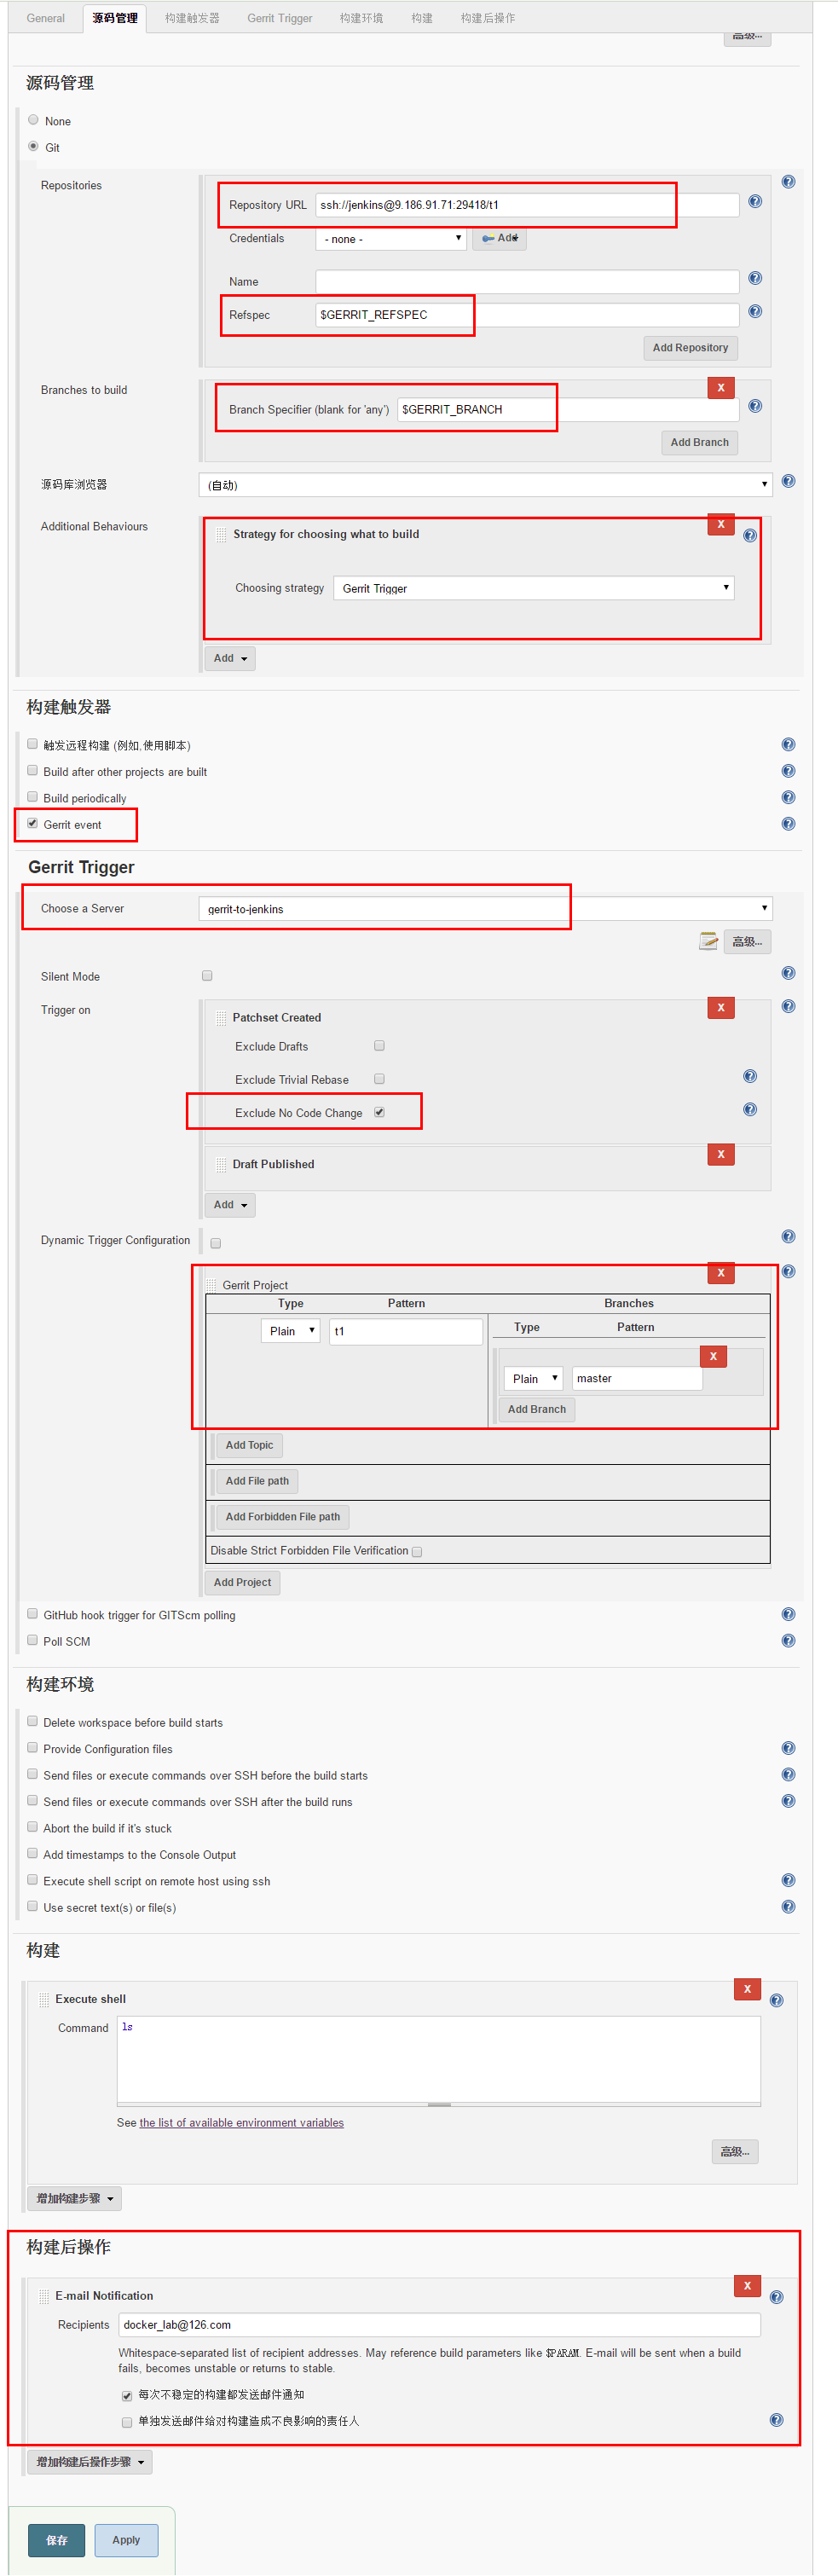 General 源码管理 构建触发器 Gerrit Trigger 构建环境 构建 构建后操作
高级...
源码管理
None
Git
Repositories
Repository URL ssh://jenkins@9.186.91.71:29418/t1
Credentials - none - Add
Name
Refspec $GERRIT_REFSPEC
Add Repository
Branches to build
X
Branch Specifier (blank for 'any') $GERRIT_BRANCH
Add Branch
源码库浏览器 (自动)
Additional Behaviours
X
Strategy for choosing what to build
Choosing strategy Gerrit Trigger
Add
构建触发器
触发远程构建 (例如,使用脚本)
Build after other projects are built
Build periodically
Gerrit event
Gerrit Trigger
Choose a Server gerrit-to-jenkins
高级...
Silent Mode
Trigger on
X
Patchset Created
Exclude Drafts
Exclude Trivial Rebase
Exclude No Code Change
X
Draft Published
Add
Dynamic Trigger Configuration
X
Gerrit Project
Type Pattern Branches
Plain t1
Type Pattern
X
Plain master
Add Branch
Add Topic
Add File path
Add Forbidden File path
Disable Strict Forbidden File Verification
Add Project
GitHub hook trigger for GITScm polling
Poll SCM
构建环境
Delete workspace before build starts
Provide Configuration files
Send files or execute commands over SSH before the build starts
Send files or execute commands over SSH after the build runs
Abort the build if it's stuck
Add timestamps to the Console Output
Execute shell script on remote host using ssh
Use secret text(s) or file(s)
构建
X
Execute shell
Command ls
See the list of available environment variables
高级...
增加构建步骤
构建后操作
X
E-mail Notification
Recipients docker_lab@126.com
Whitespace-separated list of recipient addresses. May reference build parameters like $PARAM. E-mail will be sent when a build
fails, becomes unstable or returns to stable.
每次不稳定的构建都发送邮件通知
单独发送邮件给对构建造成不良影响的责任人
增加构建后操作步骤
保存 Apply